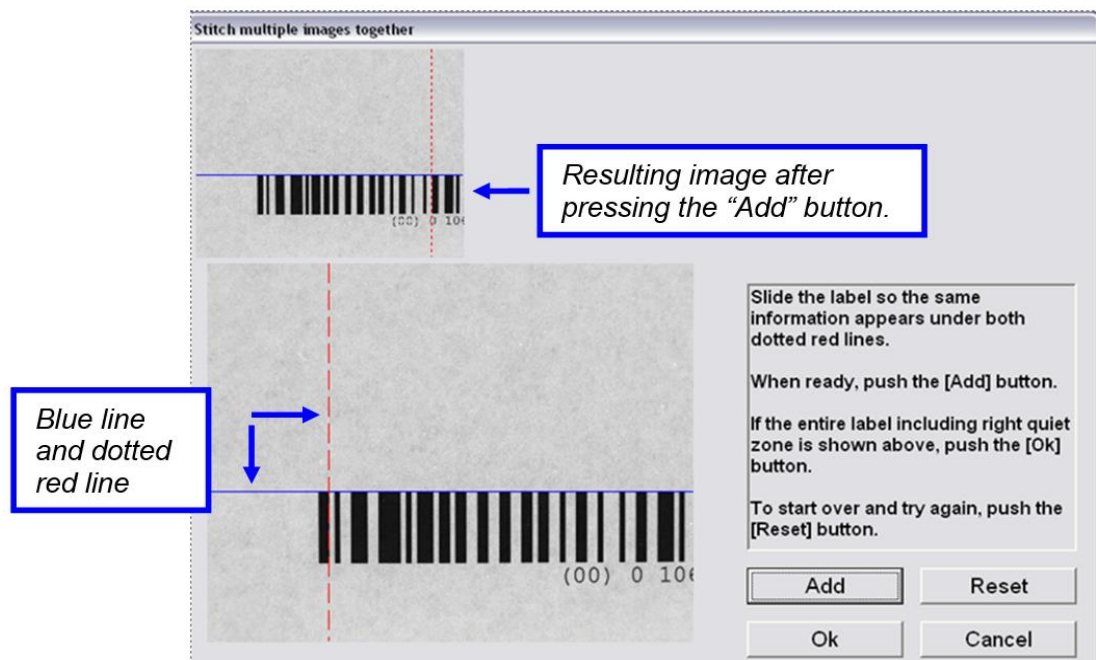 Stitch multiple images together
(00) 0 106
Resulting image after
pressing the “Add” button.
Blue line
and dotted
red line
(00) 0 106
Slide the label so the same
information appears under both
dotted red lines.
When ready, push the [Add] button.
If the entire label including right quiet
zone is shown above, push the [Ok]
button.
To start over and try again, push the
[Reset] button.
Add
Reset
Ok
Cancel